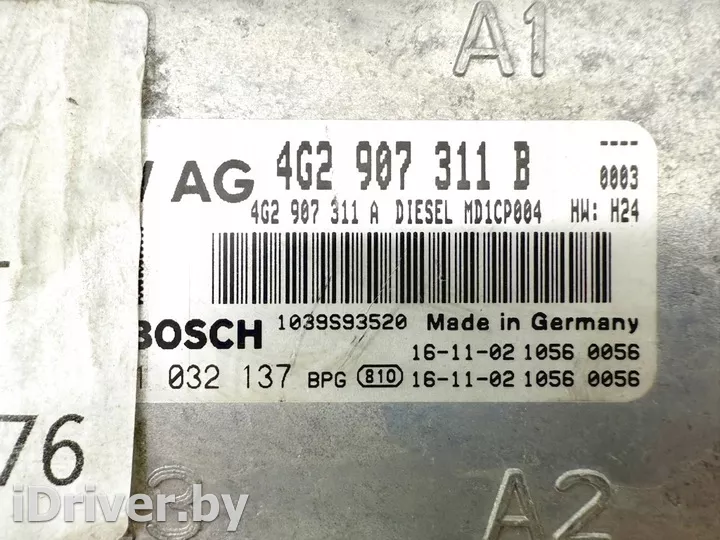 A1
AG 4G2 907 311 B
----
0003
4G2 907 311 A DIESEL MD1CP004 HW: H24
BOSCH 1039S93520 Made in Germany
16-11-02 1056 0056
032 137 BPG 810 16-11-02 1056 0056
76
A2
iDriver.by